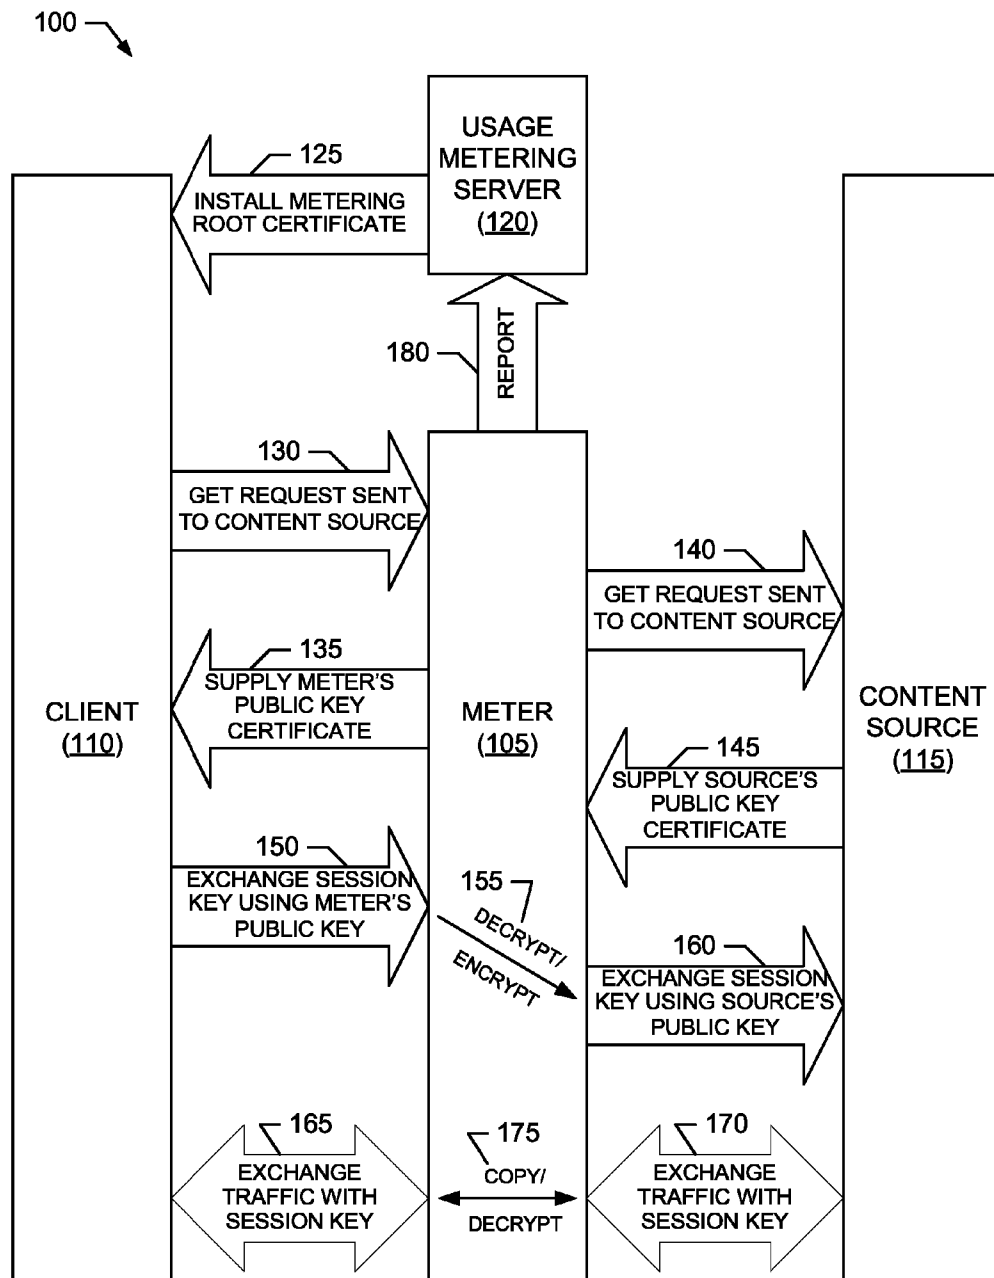 100
USAGE
METERING
SERVER
(120)
125
INSTALL METERING
ROOT CERTIFICATE
180
REPORT
130
GET REQUEST SENT
TO CONTENT SOURCE
140
GET REQUEST SENT
TO CONTENT SOURCE
135
SUPPLY METER'S
PUBLIC KEY
CERTIFICATE
CLIENT
(110)
METER
(105)
CONTENT
SOURCE
(115)
145
SUPPLY SOURCE'S
PUBLIC KEY
CERTIFICATE
150
EXCHANGE SESSION
KEY USING METER'S
PUBLIC KEY
155
DECRYPT/
ENCRYPT
160
EXCHANGE SESSION
KEY USING SOURCE'S
PUBLIC KEY
165
EXCHANGE
TRAFFIC WITH
SESSION KEY
175
COPY/
DECRYPT
170
EXCHANGE
TRAFFIC WITH
SESSION KEY